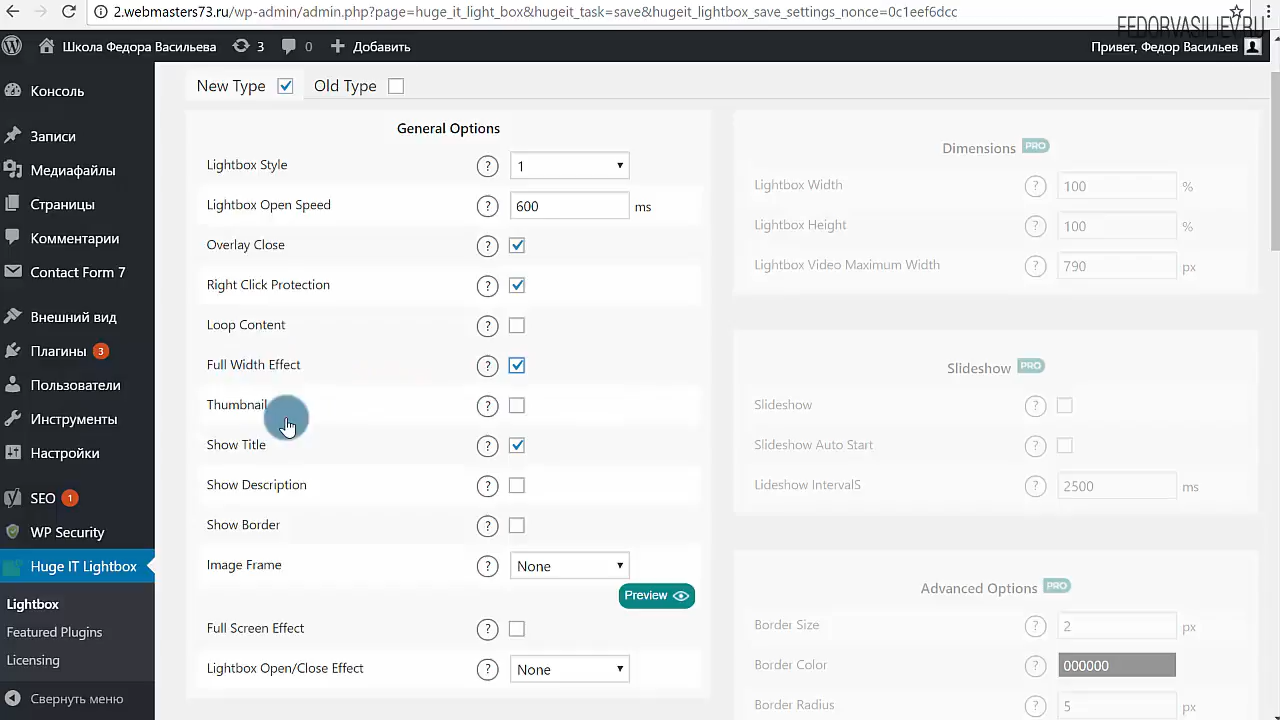 2.webmasters73.ru/wp-admin/admin.php?page=huge_it_light_box&hugeit_task=save&hugeit_lightbox_save_settings_nonce=0c1eef6dcc
FEDORVASILIEV.RU
Школа Федора Васильева 3 0 Добавить
Привет, Федор Васильев
Консоль
Записи
Медиафайлы
Страницы
Комментарии
Contact Form 7
Внешний вид
Плагины 3
Пользователи
Инструменты
Настройки
SEO 1
WP Security
Huge IT Lightbox
Lightbox
Featured Plugins
Licensing
Свернуть меню
New Type Old Type
General Options
Lightbox Style ? 1
Lightbox Open Speed ? 600 ms
Overlay Close ?
Right Click Protection ?
Loop Content ?
Full Width Effect ?
Thumbnail ?
Show Title ?
Show Description ?
Show Border ?
Image Frame ? None
Preview
Full Screen Effect ?
Lightbox Open/Close Effect ? None
Dimensions PRO
Lightbox Width ? 100 %
Lightbox Height ? 100 %
Lightbox Video Maximum Width ? 790 px
Slideshow PRO
Slideshow ?
Slideshow Auto Start ?
Lideshow IntervalS ? 2500 ms
Advanced Options PRO
Border Size ? 2 px
Border Color ? 000000
Border Radius ? 5 px